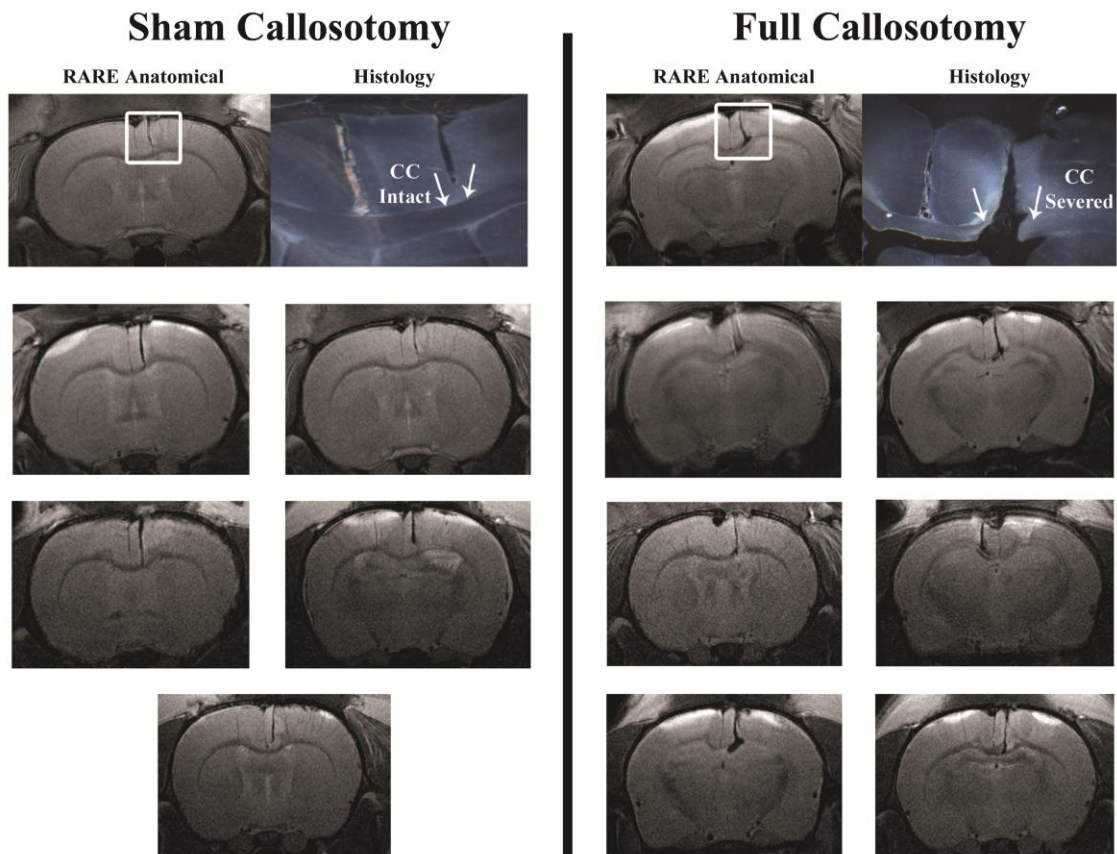 Sham Callosotomy
Full Callosotomy
RARE Anatomical
Histology
RARE Anatomical
Histology
CC
Intact
CC
Severed